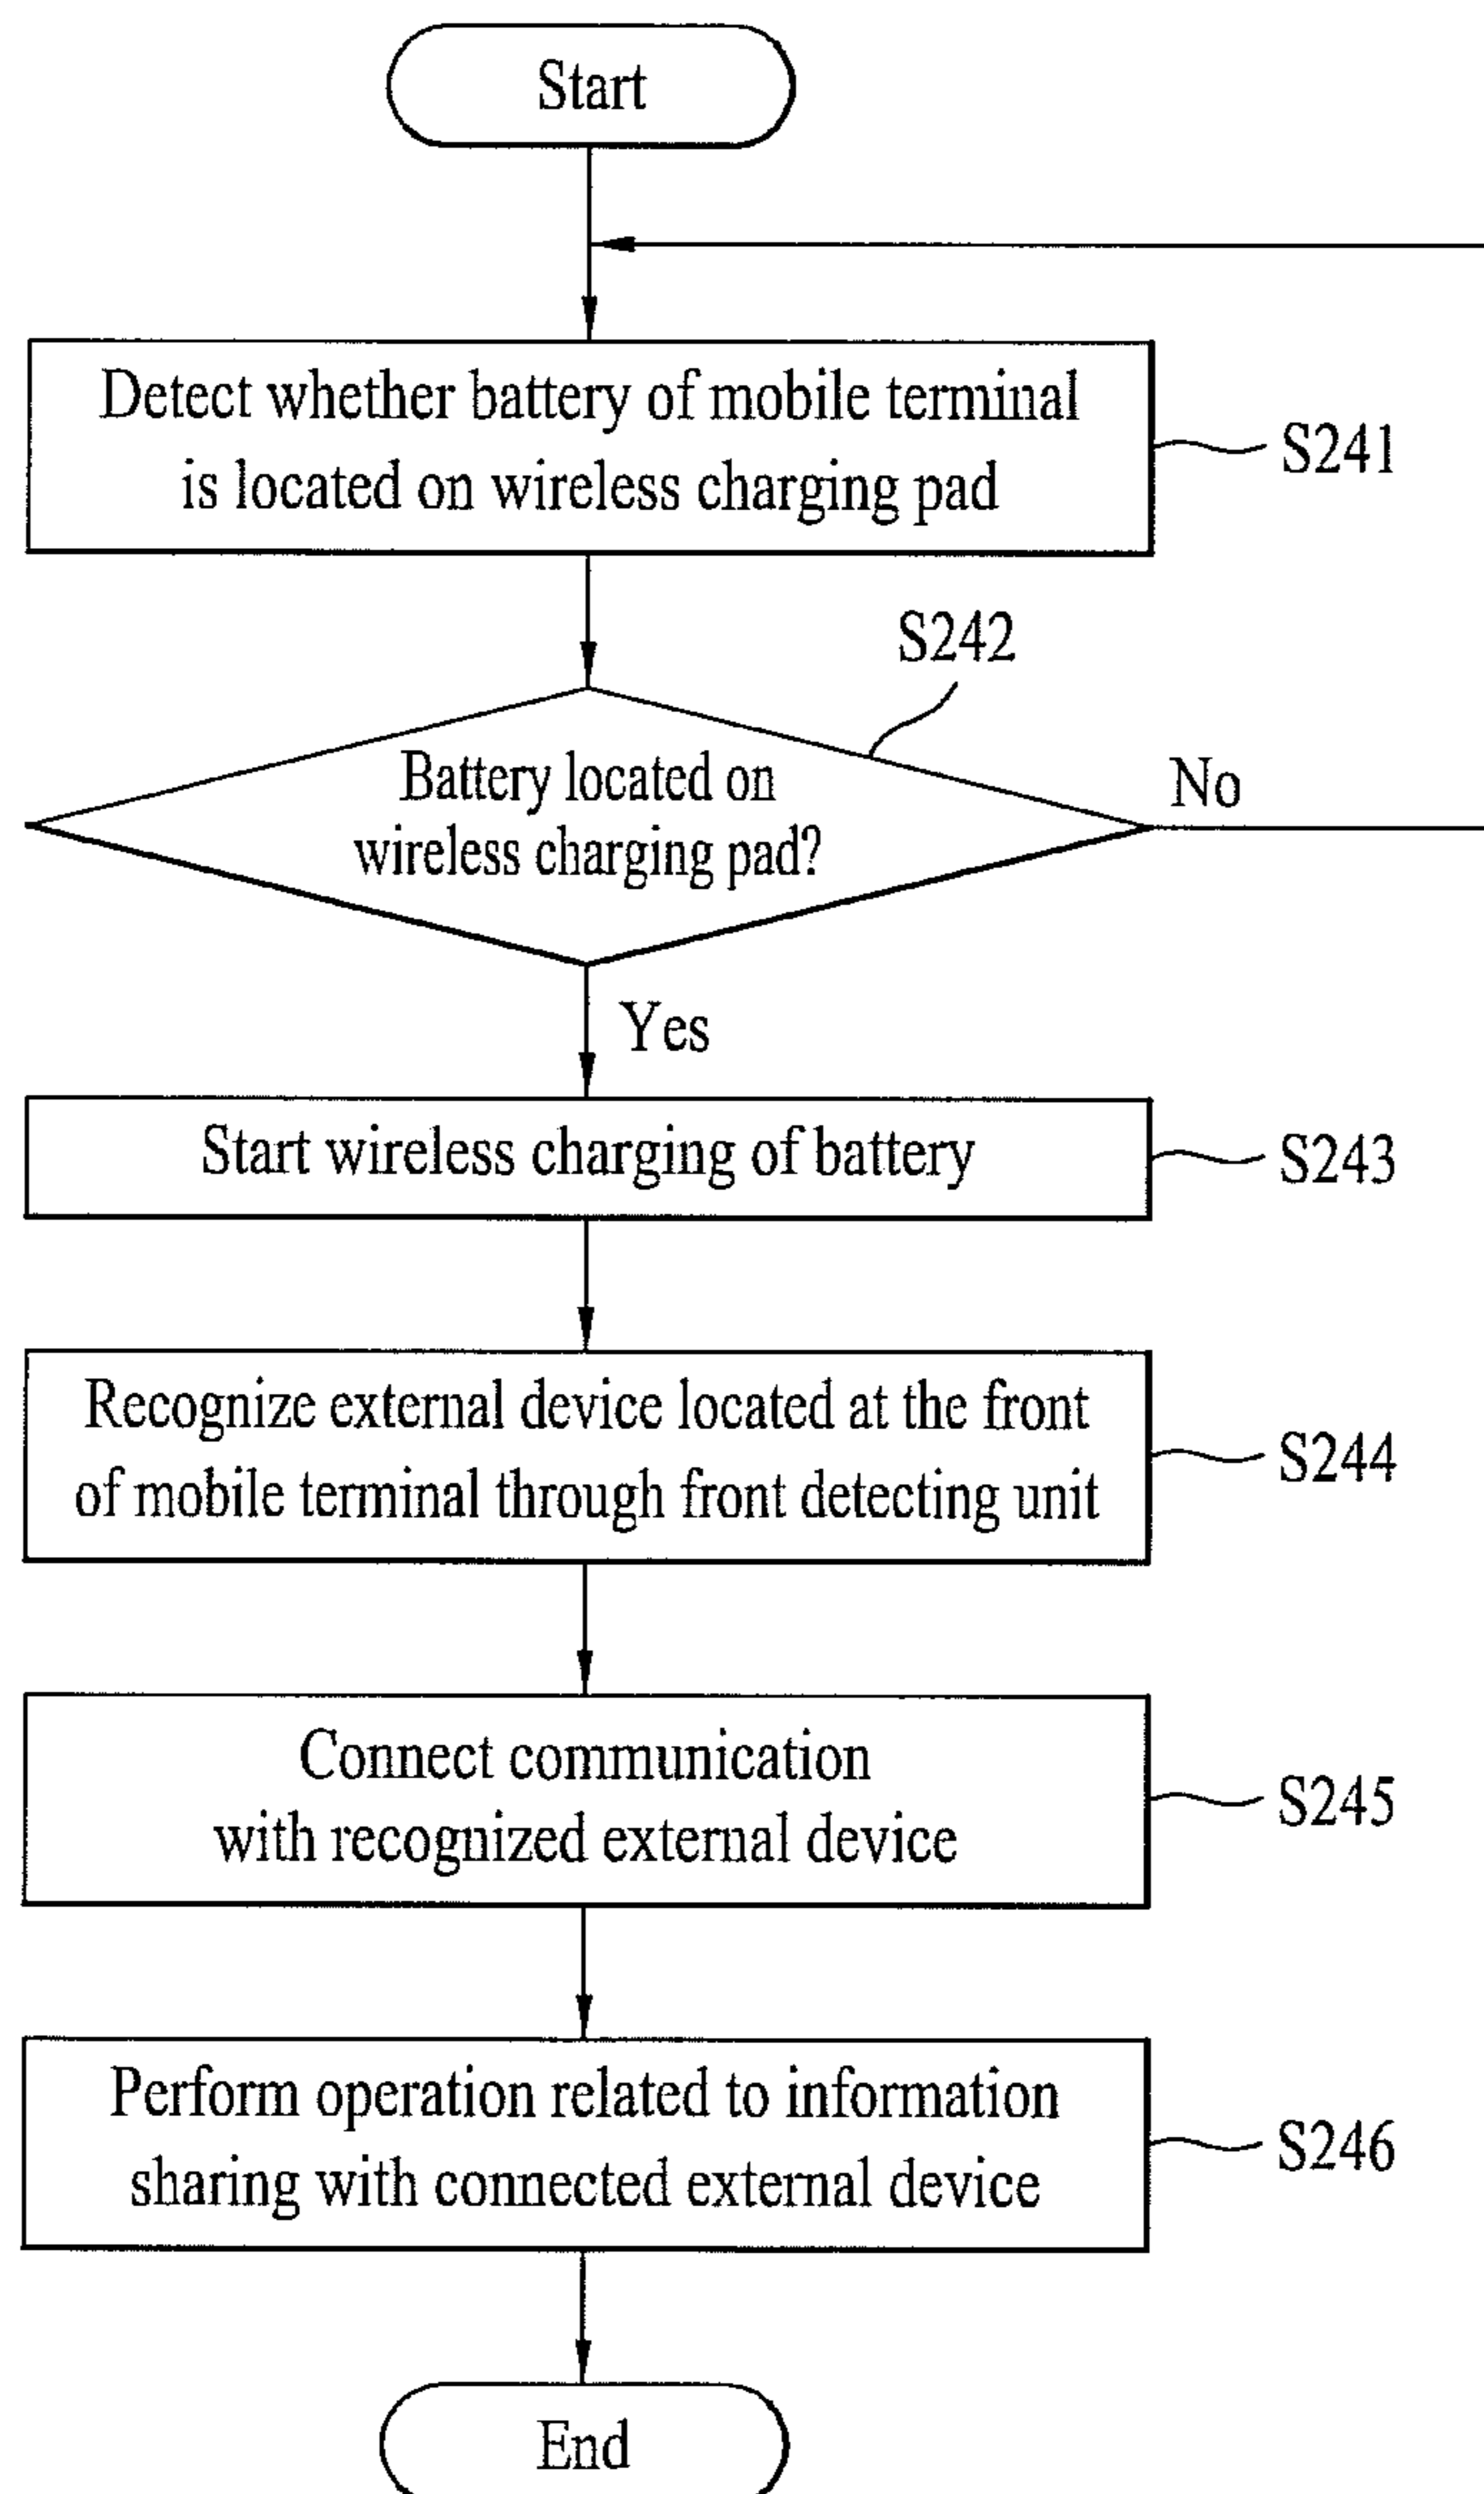 Start
Detect whether battery of mobile terminal
is located on wireless charging pad
S241
S242
Battery located on
wireless charging pad?
No
Yes
Start wireless charging of battery
S243
Recognize external device located at the front
of mobile terminal through front detecting unit
S244
Connect communication
with recognized external device
S245
Perform operation related to information
sharing with connected external device
S246
End